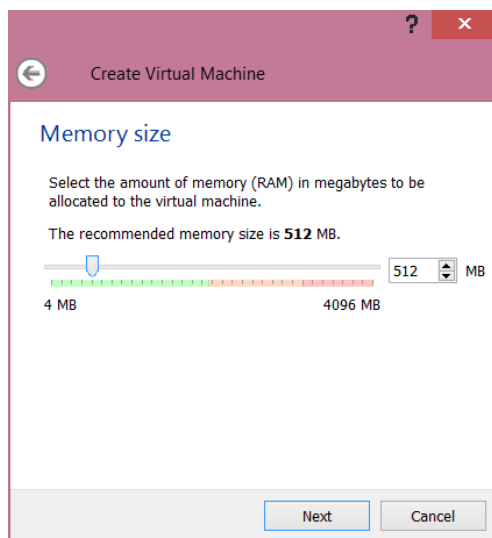 ?
×
Create Virtual Machine
Memory size
Select the amount of memory (RAM) in megabytes to be
allocated to the virtual machine.
The recommended memory size is 512 MB.
512 MB
4 MB 4096 MB
Next Cancel